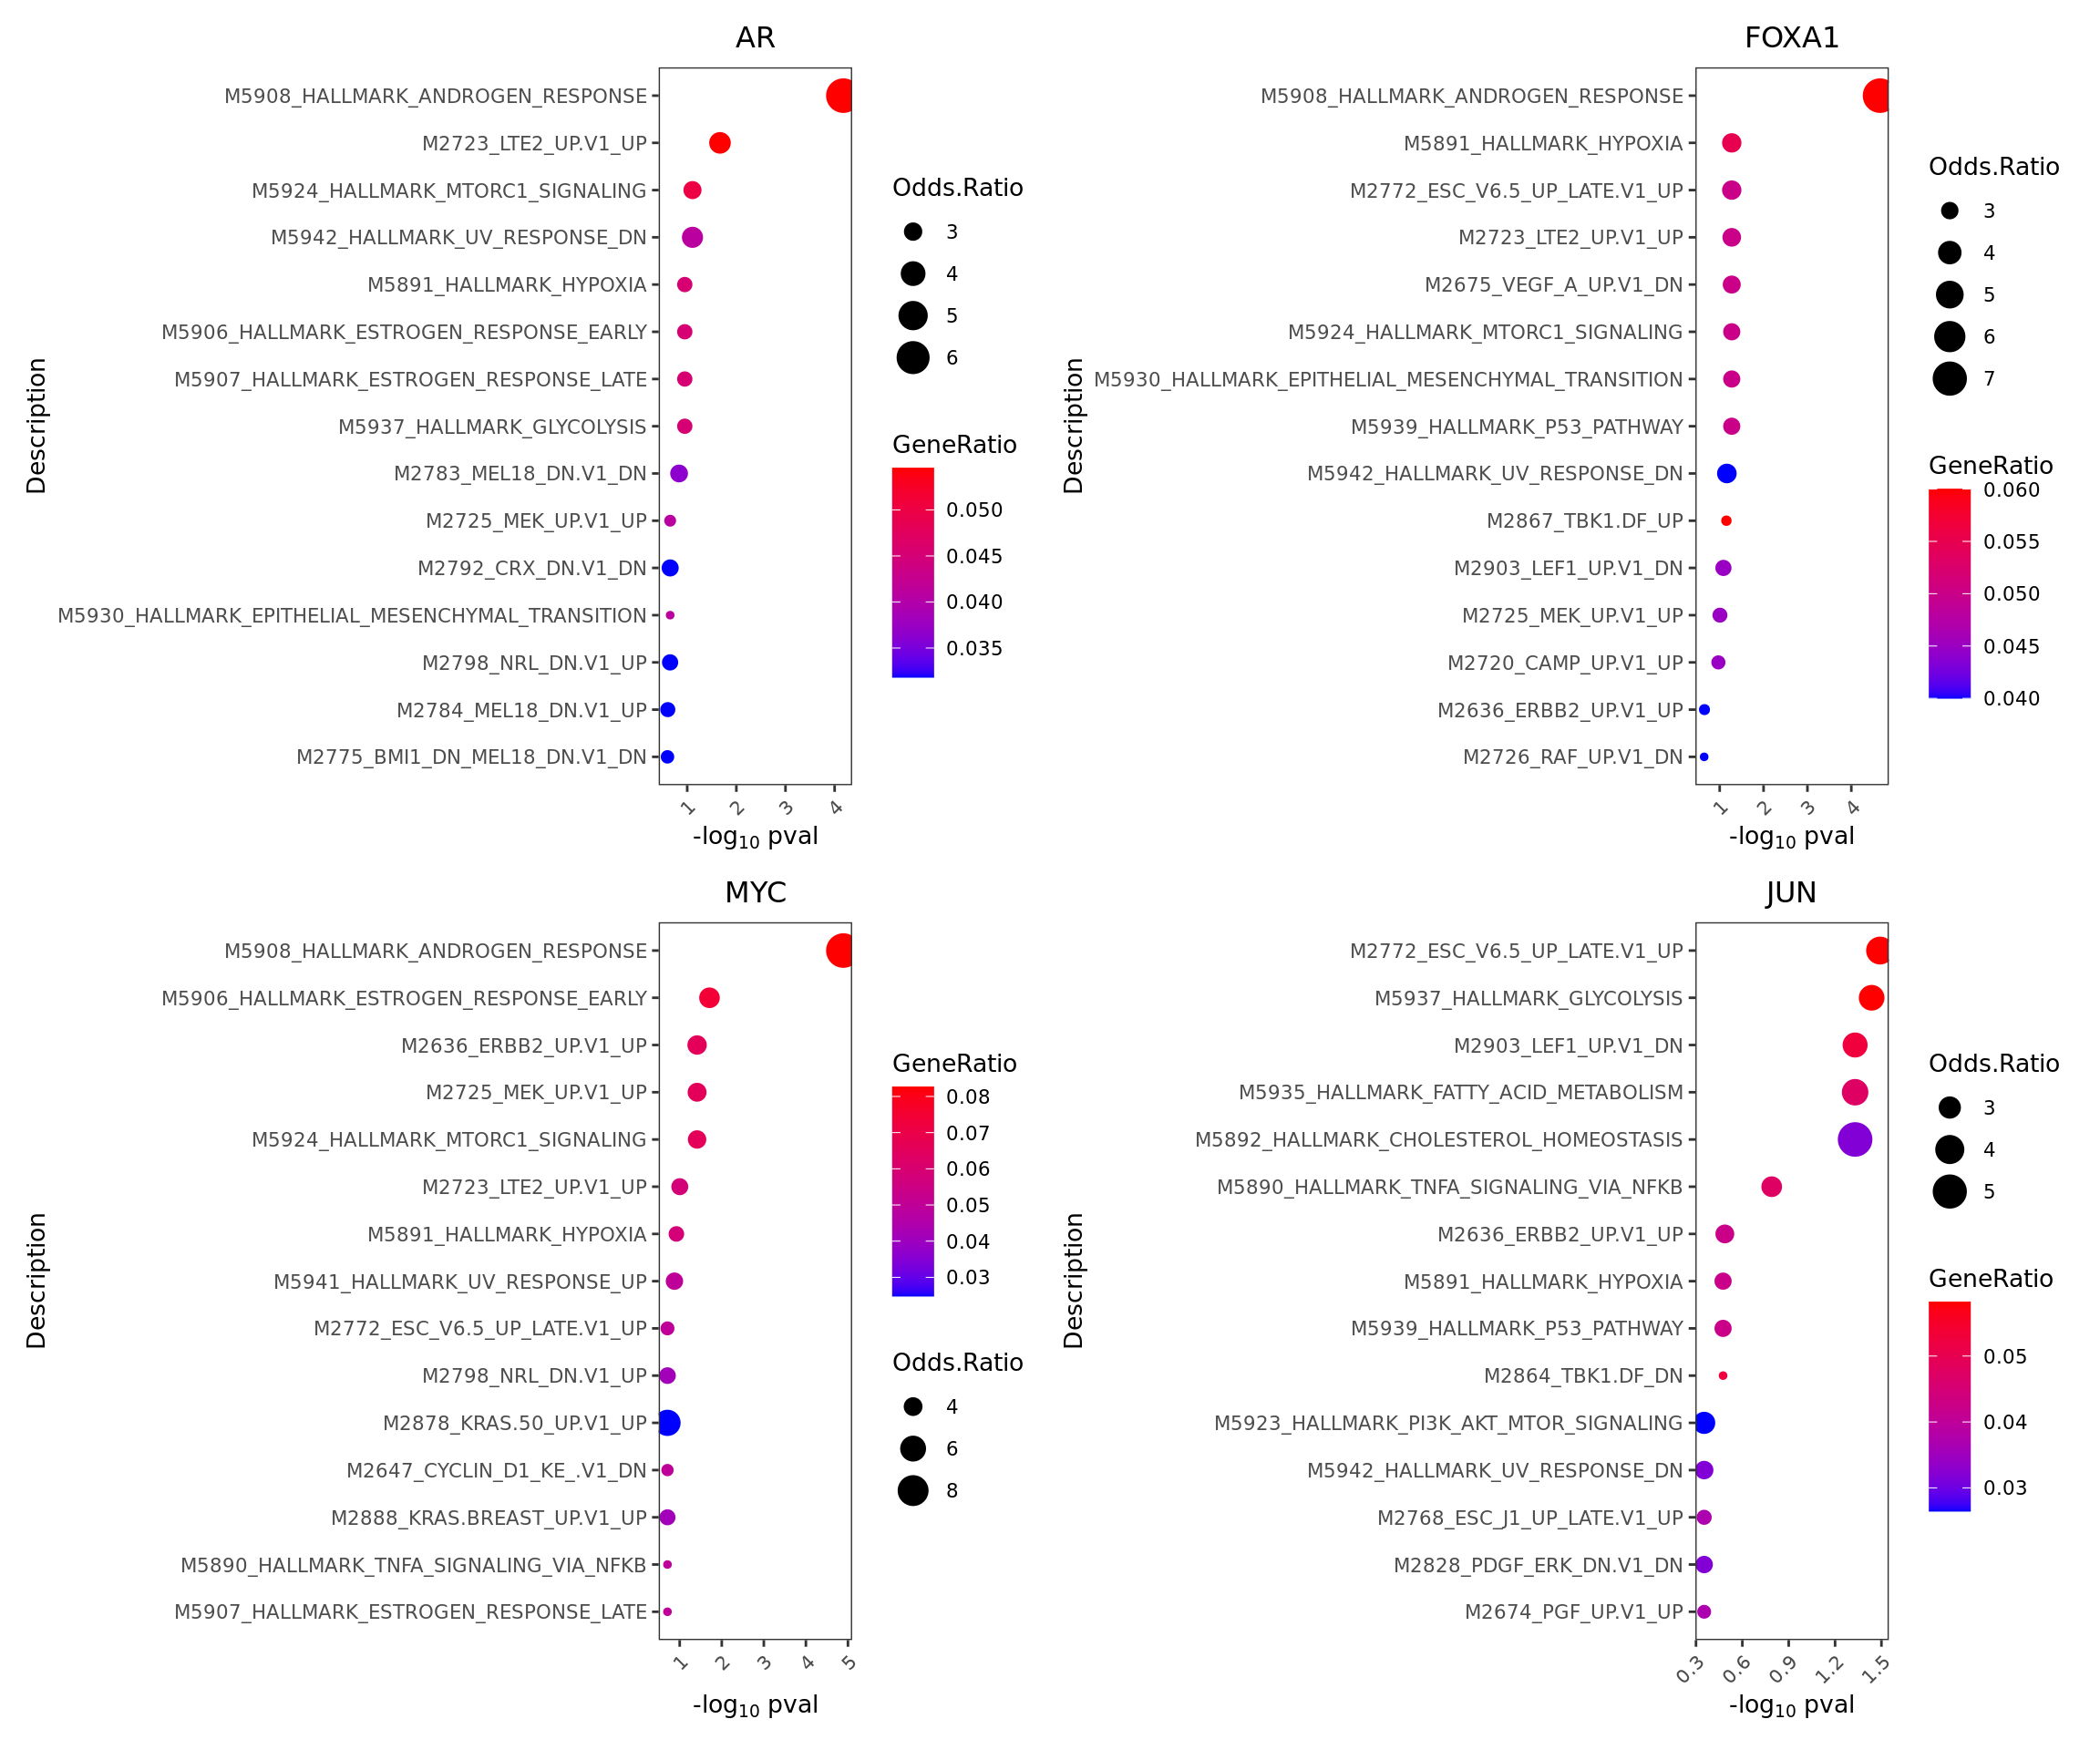 AR
M5908_HALLMARK_ANDROGEN_RESPONSE
M2723_LTE2_UP.V1_UP
M5924_HALLMARK_MTORC1_SIGNALING
M5942_HALLMARK_UV_RESPONSE_DN
M5891_HALLMARK_HYPOXIA
M5906_HALLMARK_ESTROGEN_RESPONSE_EARLY
M5907_HALLMARK_ESTROGEN_RESPONSE_LATE
M5937_HALLMARK_GLYCOLYSIS
M2783_MEL18_DN.V1_DN
M2725_MEK_UP.V1_UP
M2792_CRX_DN.V1_DN
M5930_HALLMARK_EPITHELIAL_MESENCHYMAL_TRANSITION
M2798_NRL_DN.V1_UP
M2784_MEL18_DN.V1_UP
M2775_BMI1_DN_MEL18_DN.V1_DN
Description
1 2 3 4
-log10 pval
Odds.Ratio
3
4
5
6
GeneRatio
0.050
0.045
0.040
0.035
FOXA1
M5908_HALLMARK_ANDROGEN_RESPONSE
M5891_HALLMARK_HYPOXIA
M2772_ESC_V6.5_UP_LATE.V1_UP
M2723_LTE2_UP.V1_UP
M2675_VEGF_A_UP.V1_DN
M5924_HALLMARK_MTORC1_SIGNALING
M5930_HALLMARK_EPITHELIAL_MESENCHYMAL_TRANSITION
M5939_HALLMARK_P53_PATHWAY
M5942_HALLMARK_UV_RESPONSE_DN
M2867_TBK1.DF_UP
M2903_LEF1_UP.V1_DN
M2725_MEK_UP.V1_UP
M2720_CAMP_UP.V1_UP
M2636_ERBB2_UP.V1_UP
M2726_RAF_UP.V1_DN
Description
1 2 3 4
-log10 pval
Odds.Ratio
3
4
5
6
7
GeneRatio
0.060
0.055
0.050
0.045
0.040
MYC
M5908_HALLMARK_ANDROGEN_RESPONSE
M5906_HALLMARK_ESTROGEN_RESPONSE_EARLY
M2636_ERBB2_UP.V1_UP
M2725_MEK_UP.V1_UP
M5924_HALLMARK_MTORC1_SIGNALING
M2723_LTE2_UP.V1_UP
M5891_HALLMARK_HYPOXIA
M5941_HALLMARK_UV_RESPONSE_UP
M2772_ESC_V6.5_UP_LATE.V1_UP
M2798_NRL_DN.V1_UP
M2878_KRAS.50_UP.V1_UP
M2647_CYCLIN_D1_KE_.V1_DN
M2888_KRAS.BREAST_UP.V1_UP
M5890_HALLMARK_TNFA_SIGNALING_VIA_NFKB
M5907_HALLMARK_ESTROGEN_RESPONSE_LATE
Description
1 2 3 4 5
-log10 pval
GeneRatio
0.08
0.07
0.06
0.05
0.04
0.03
Odds.Ratio
4
6
8
JUN
M2772_ESC_V6.5_UP_LATE.V1_UP
M5937_HALLMARK_GLYCOLYSIS
M2903_LEF1_UP.V1_DN
M5935_HALLMARK_FATTY_ACID_METABOLISM
M5892_HALLMARK_CHOLESTEROL_HOMEOSTASIS
M5890_HALLMARK_TNFA_SIGNALING_VIA_NFKB
M2636_ERBB2_UP.V1_UP
M5891_HALLMARK_HYPOXIA
M5939_HALLMARK_P53_PATHWAY
M2864_TBK1.DF_DN
M5923_HALLMARK_PI3K_AKT_MTOR_SIGNALING
M5942_HALLMARK_UV_RESPONSE_DN
M2768_ESC_J1_UP_LATE.V1_UP
M2828_PDGF_ERK_DN.V1_DN
M2674_PGF_UP.V1_UP
Description
0.3 0.6 0.9 1.2 1.5
-log10 pval
Odds.Ratio
3
4
5
GeneRatio
0.05
0.04
0.03